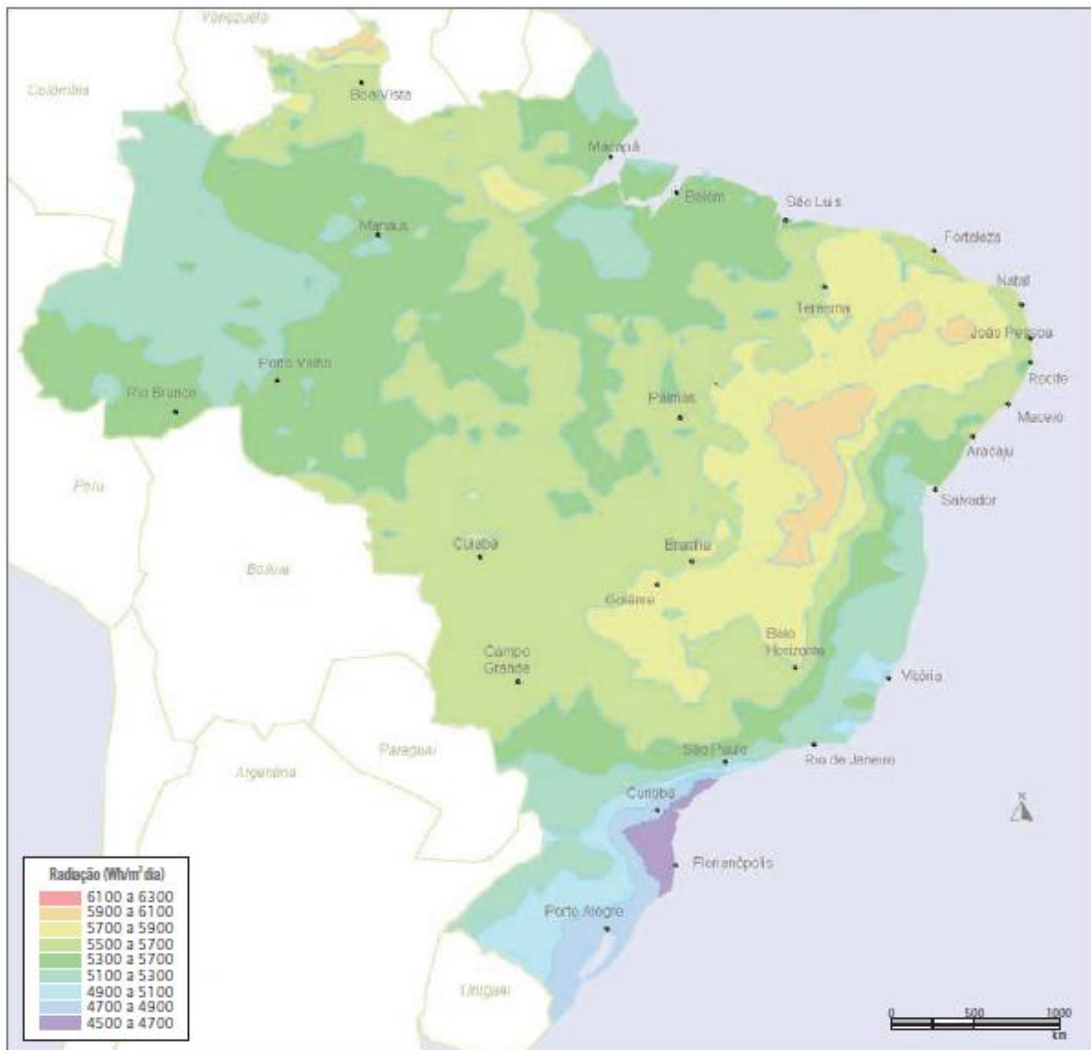 Venezuela
Colômbia
Boa Vista
Macapá
Belém
São Luís
Manaus
Fortaleza
Natal
Teresina
João Pessoa
Porto Velho
Recife
Rio Branco
Palmas
Maceió
Aracaju
Peru
Salvador
Cuiabá
Brasília
Bolívia
Goiânia
Belo
Horizonte
Campo
Grande
Vitória
Paraguai
São Paulo
Rio de Janeiro
Argentina
Curitiba
N
Florianópolis
Porto Alegre
Uruguai
Radiação (Wh/m² dia)
6100 a 6300
5900 a 6100
5700 a 5900
5500 a 5700
5300 a 5700
5100 a 5300
4900 a 5100
4700 a 4900
4500 a 4700
0 500 1000
km